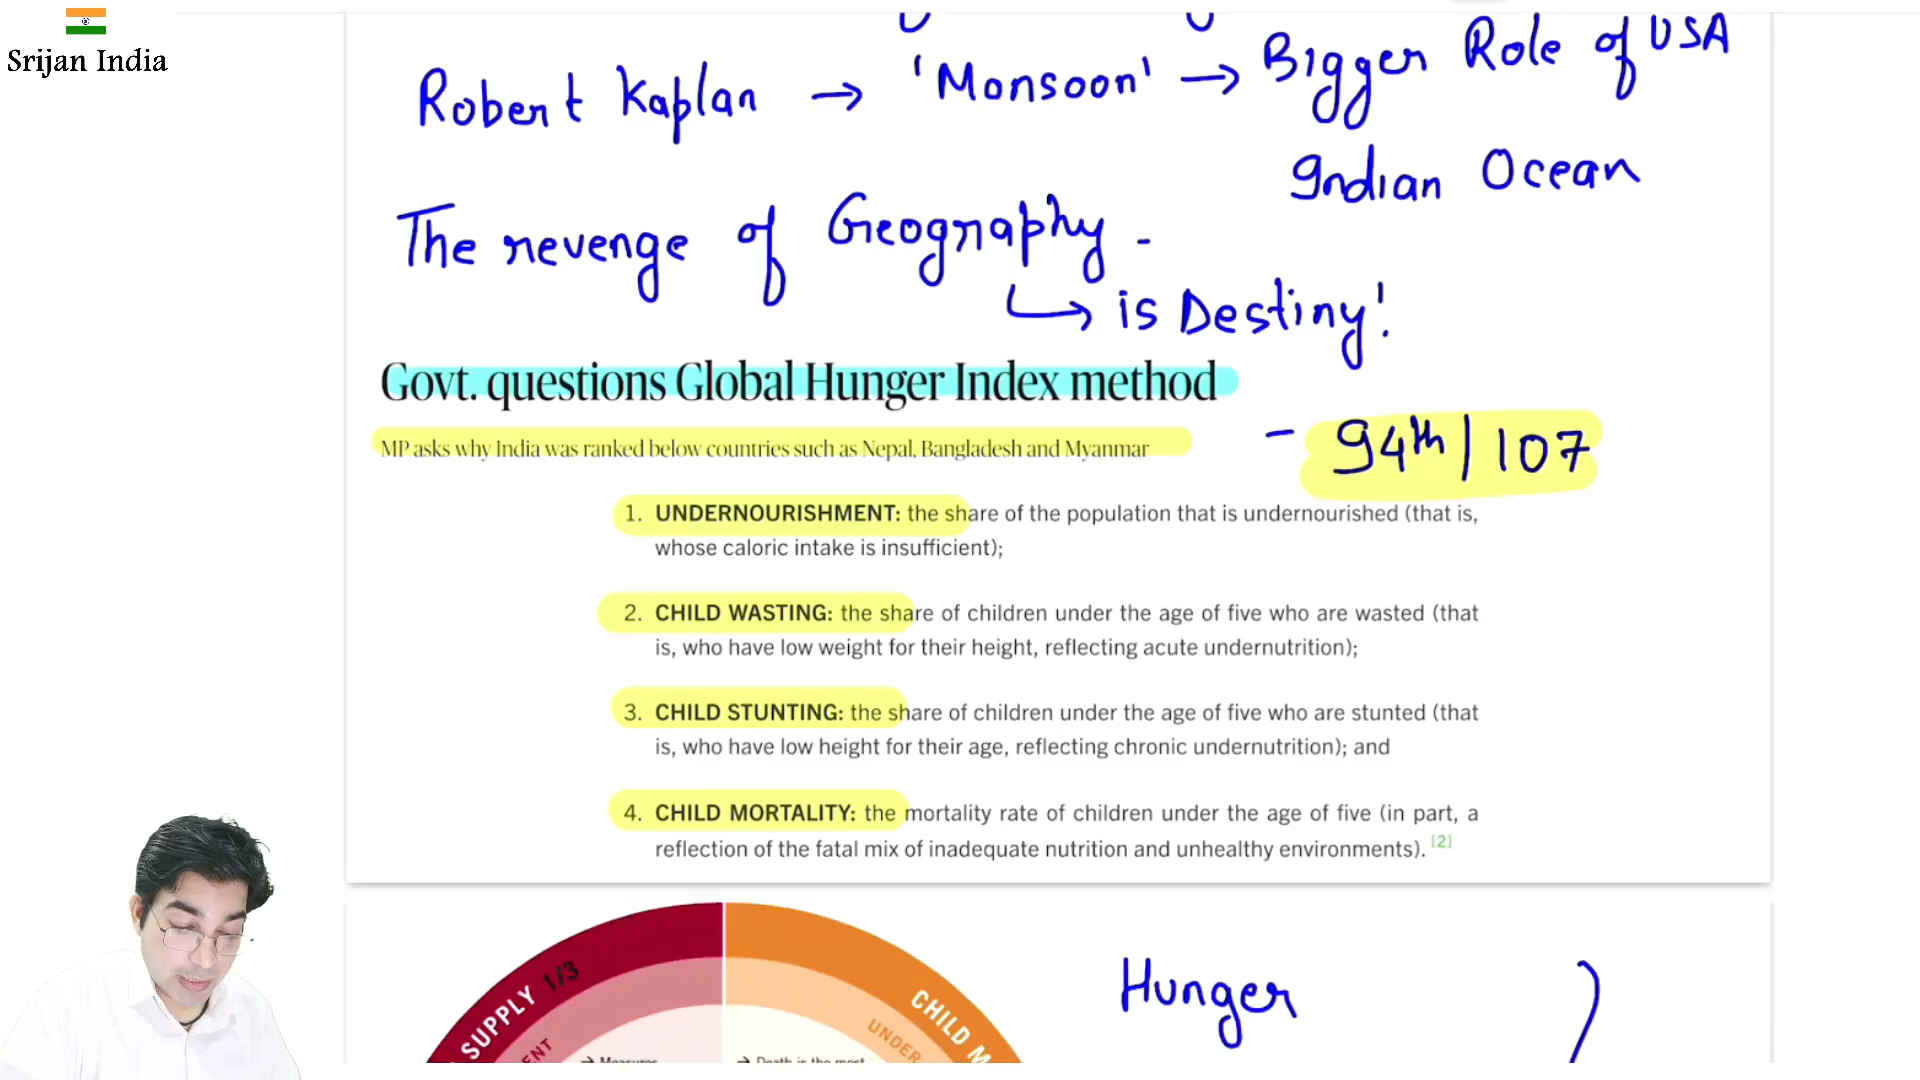 Srijan India
Robert Kaplan → 'Monsoon' → Bigger Role of USA
Indian Ocean
The revenge of Geography -
↳ is Destiny!
Govt. questions Global Hunger Index method
MP asks why India was ranked below countries such as Nepal, Bangladesh and Myanmar
- 94th | 107
1. UNDERNOURISHMENT: the share of the population that is undernourished (that is,
whose caloric intake is insufficient);
2. CHILD WASTING: the share of children under the age of five who are wasted (that
is, who have low weight for their height, reflecting acute undernutrition);
3. CHILD STUNTING: the share of children under the age of five who are stunted (that
is, who have low height for their age, reflecting chronic undernutrition); and
4. CHILD MORTALITY: the mortality rate of children under the age of five (in part, a
reflection of the fatal mix of inadequate nutrition and unhealthy environments). [2]
SUPPLY 1/3
CHILD
UNDER
Hunger
→ Measures
→ Death is the most